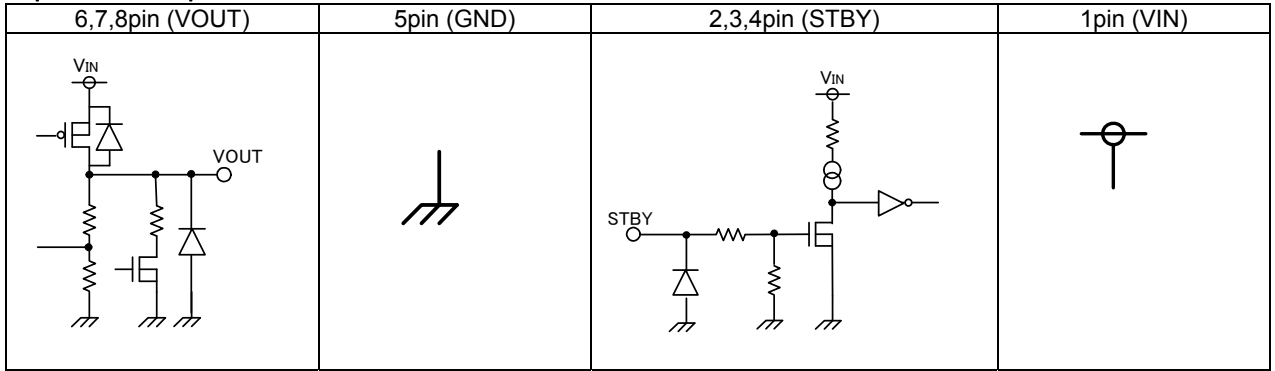 6,7,8pin (VOUT) 5pin (GND) 2,3,4pin (STBY) 1pin (VIN)
VIN
VOUT
VIN
STBY